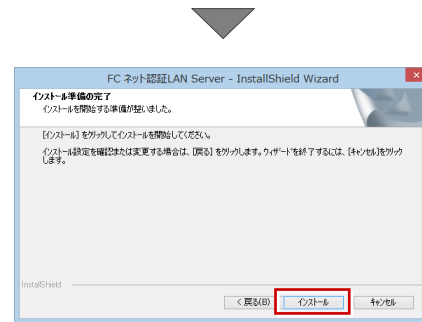 FC ネット認証LAN Server - InstallShield Wizard
インストール準備の完了
インストールを開始する準備が整いました。
[インストール] をクリックしてインストールを開始してください。
インストール設定を確認または変更する場合は、[戻る] をクリックします。ウィザードを終了するには、[キャンセル]をクリック
します。
InstallShield
< 戻る(B)
インストール
キャンセル